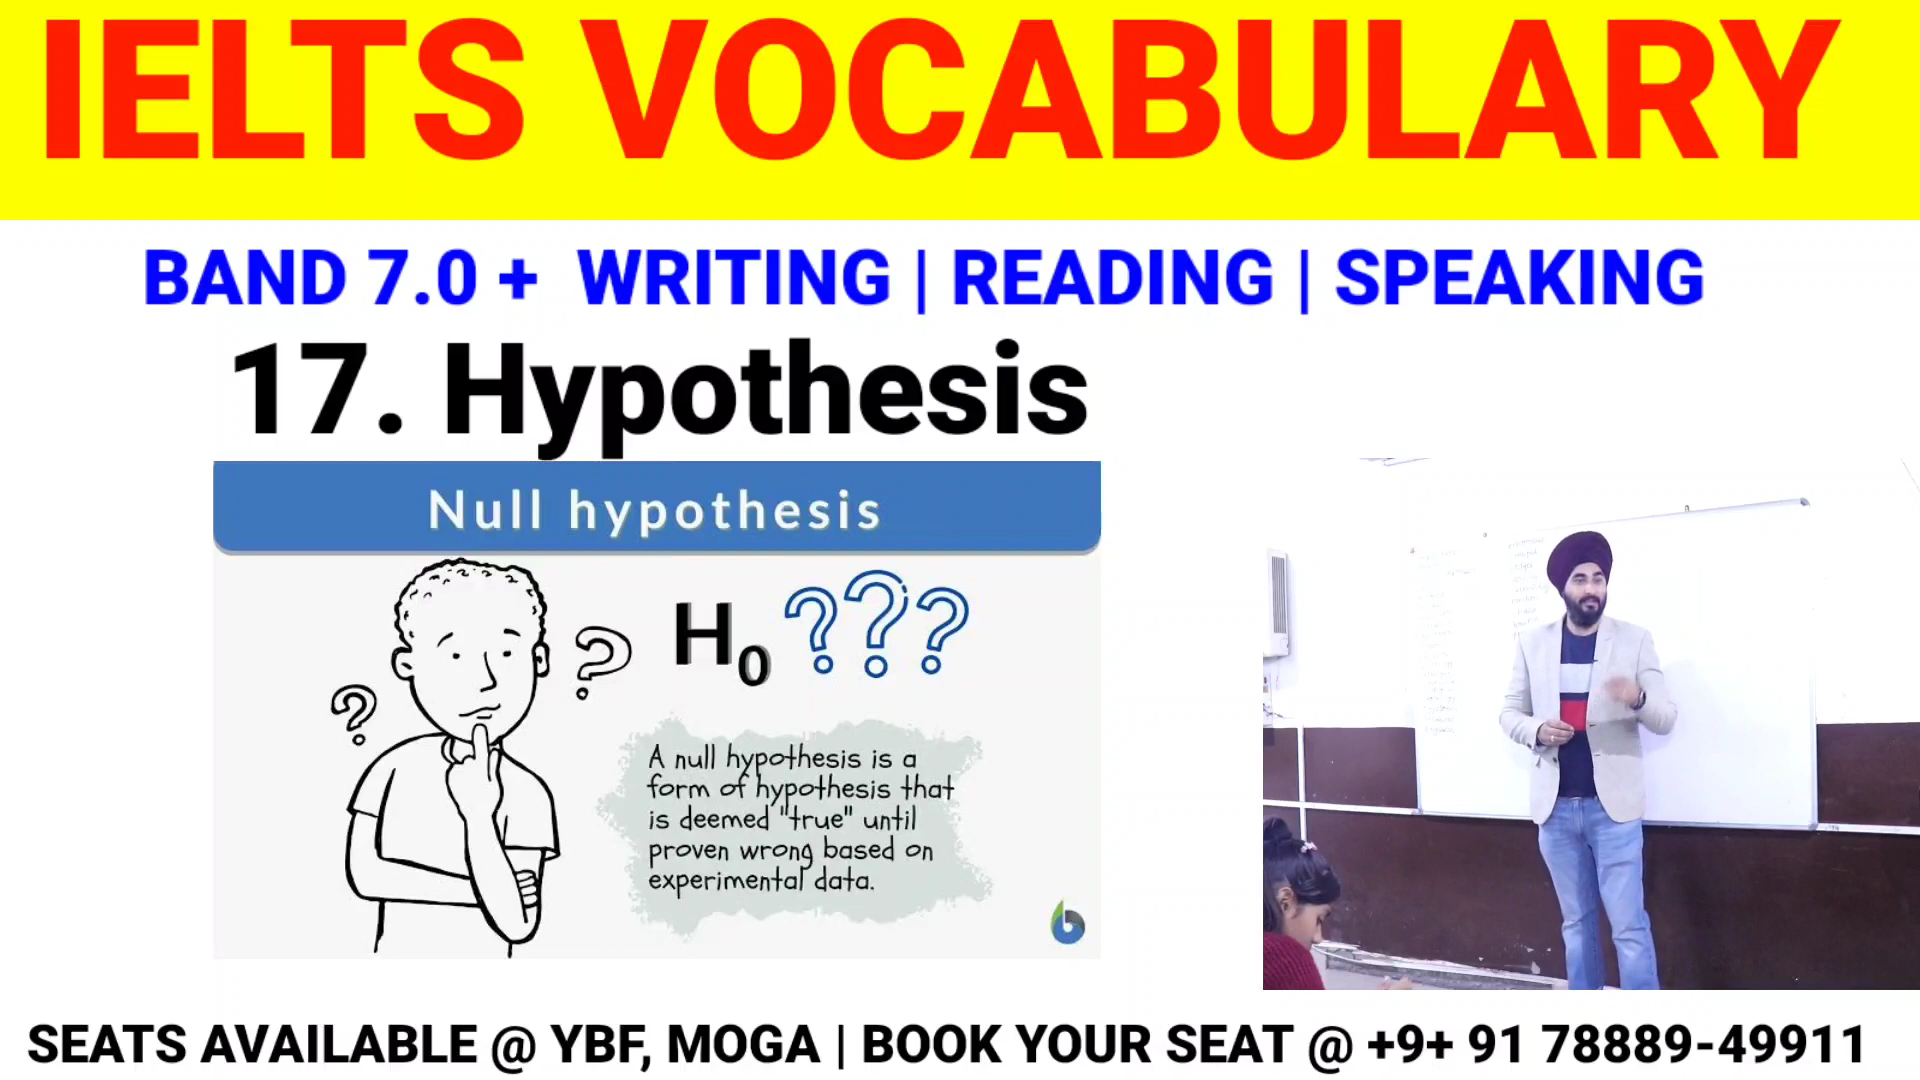 IELTS VOCABULARY
BAND 7.0 + WRITING | READING | SPEAKING
17. Hypothesis
Null hypothesis
? ? H0 ???
A null hypothesis is a
form of hypothesis that
is deemed "true" until
proven wrong based on
experimental data.
SEATS AVAILABLE @ YBF, MOGA | BOOK YOUR SEAT @ +9+ 91 78889-49911